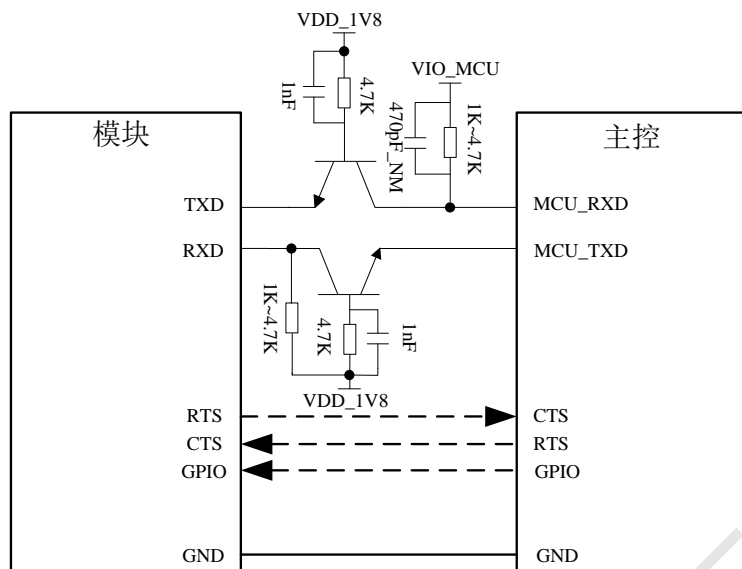 VDD_1V8
1nF
4.7K
VIO_MCU
470pF_NM
1K~4.7K
模块
主控
TXD
MCU_RXD
RXD
MCU_TXD
1K~4.7K
4.7K
1nF
VDD_1V8
RTS
CTS
CTS
RTS
GPIO
GPIO
GND
GND